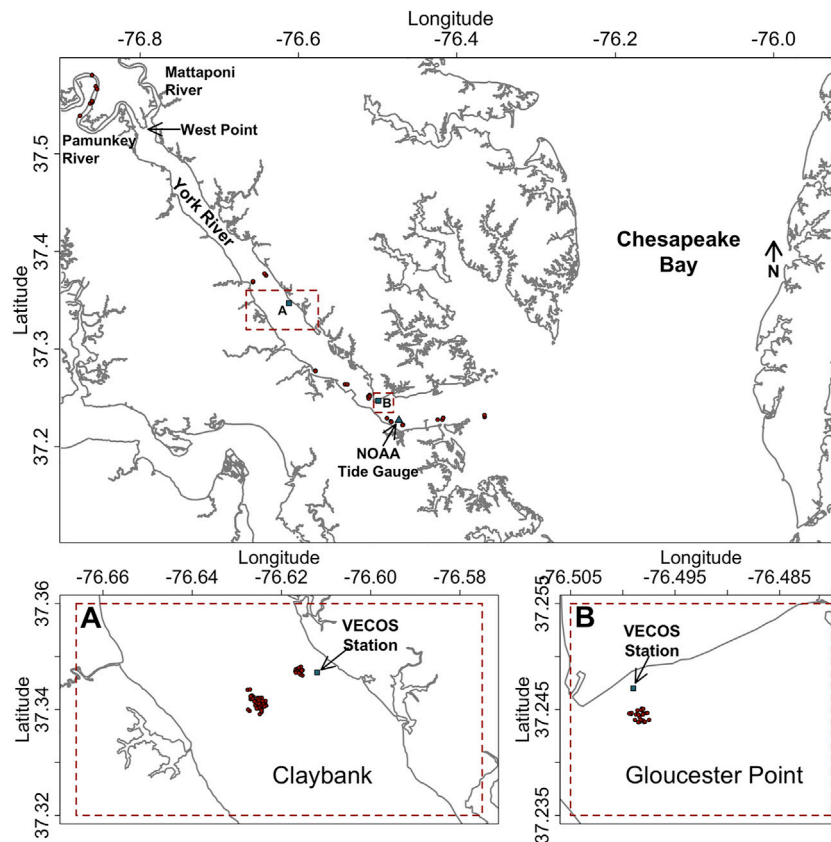 Longitude
-76.8 -76.6 -76.4 -76.2 -76.0
Latitude
37.5
37.4
37.3
37.2
Mattaponi
River
West Point
Pamunkey
River
York River
Chesapeake
Bay
N
A
B
NOAA
Tide Gauge
Longitude
-76.66 -76.64 -76.62 -76.60 -76.58
Latitude
37.36
37.34
37.32
A
VECOS
Station
Claybank
Longitude
-76.505 -76.495 -76.485
Latitude
37.255
37.245
37.235
B
VECOS
Station
Gloucester Point